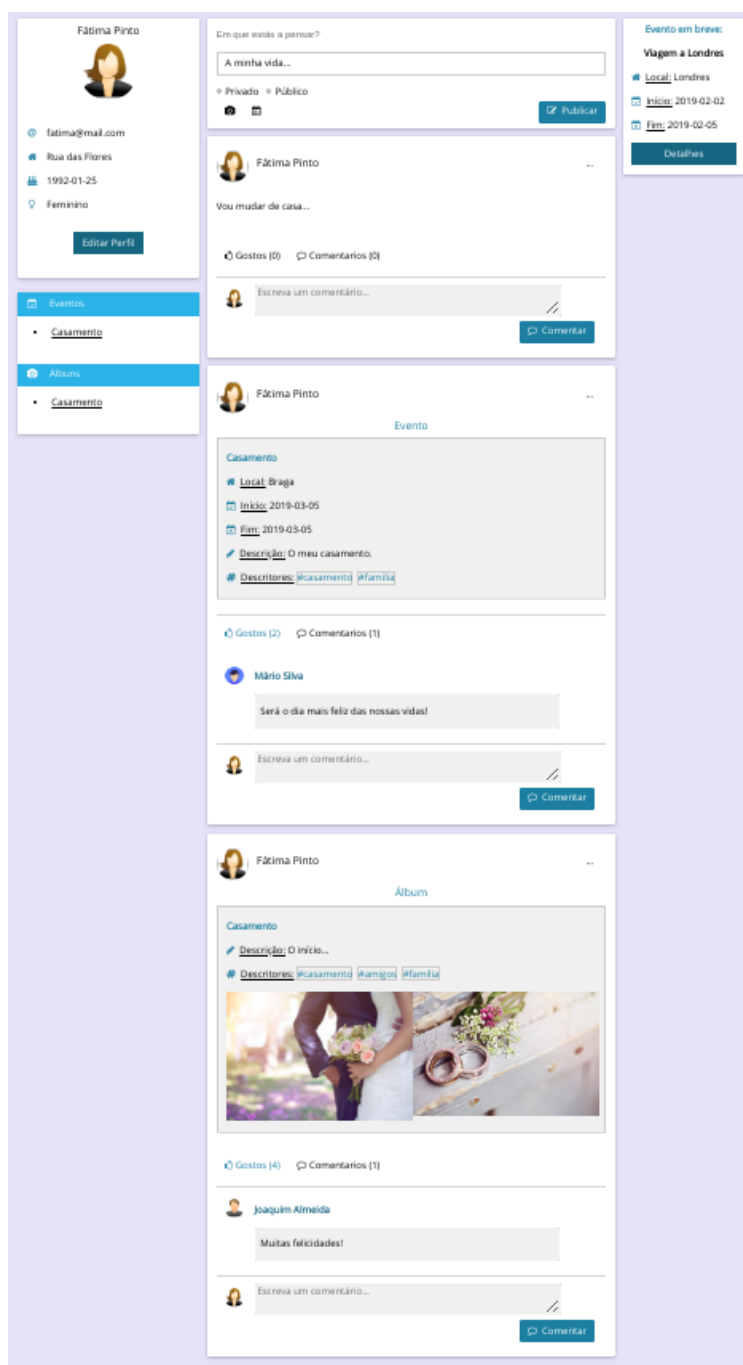 Fátima Pinto
fatima@mail.com
Rua das Flores
1992-01-25
Feminino
Editar Perfil
Eventos
Casamento
Álbuns
Casamento
Em que estás a pensar?
A minha vida...
Privado Público
Publicar
Fátima Pinto
...
Vou mudar de casa...
Gostos (0) Comentarios (0)
Escreva um comentário...
Comentar
Fátima Pinto
...
Evento
Casamento
Local: Braga
Início: 2019-03-05
Fim: 2019-03-05
Descrição: O meu casamento.
Descritores: #casamento #familia
Gostos (2) Comentarios (1)
Mário Silva
Será o dia mais feliz das nossas vidas!
Escreva um comentário...
Comentar
Fátima Pinto
...
Álbum
Casamento
Descrição: O início...
Descritores: #casamento #amigos #familia
Gostos (4) Comentarios (1)
Joaquim Almeida
Muitas felicidades!
Escreva um comentário...
Comentar
Evento em breve:
Viagem a Londres
Local: Londres
Início: 2019-02-02
Fim: 2019-02-05
Detalhes